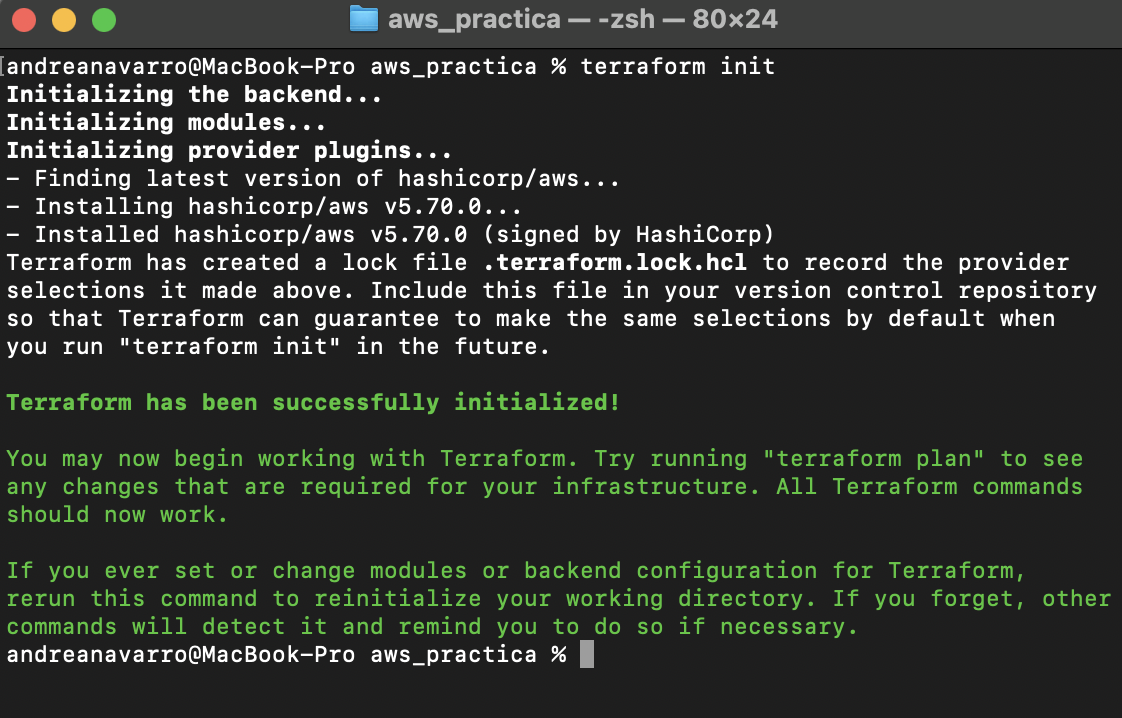 aws_practica — -zsh — 80×24
andreanavarro@MacBook-Pro aws_practica % terraform init
Initializing the backend...
Initializing modules...
Initializing provider plugins...
- Finding latest version of hashicorp/aws...
- Installing hashicorp/aws v5.70.0...
- Installed hashicorp/aws v5.70.0 (signed by HashiCorp)
Terraform has created a lock file .terraform.lock.hcl to record the provider
selections it made above. Include this file in your version control repository
so that Terraform can guarantee to make the same selections by default when
you run "terraform init" in the future.
Terraform has been successfully initialized!
You may now begin working with Terraform. Try running "terraform plan" to see
any changes that are required for your infrastructure. All Terraform commands
should now work.
If you ever set or change modules or backend configuration for Terraform,
rerun this command to reinitialize your working directory. If you forget, other
commands will detect it and remind you to do so if necessary.
andreanavarro@MacBook-Pro aws_practica %